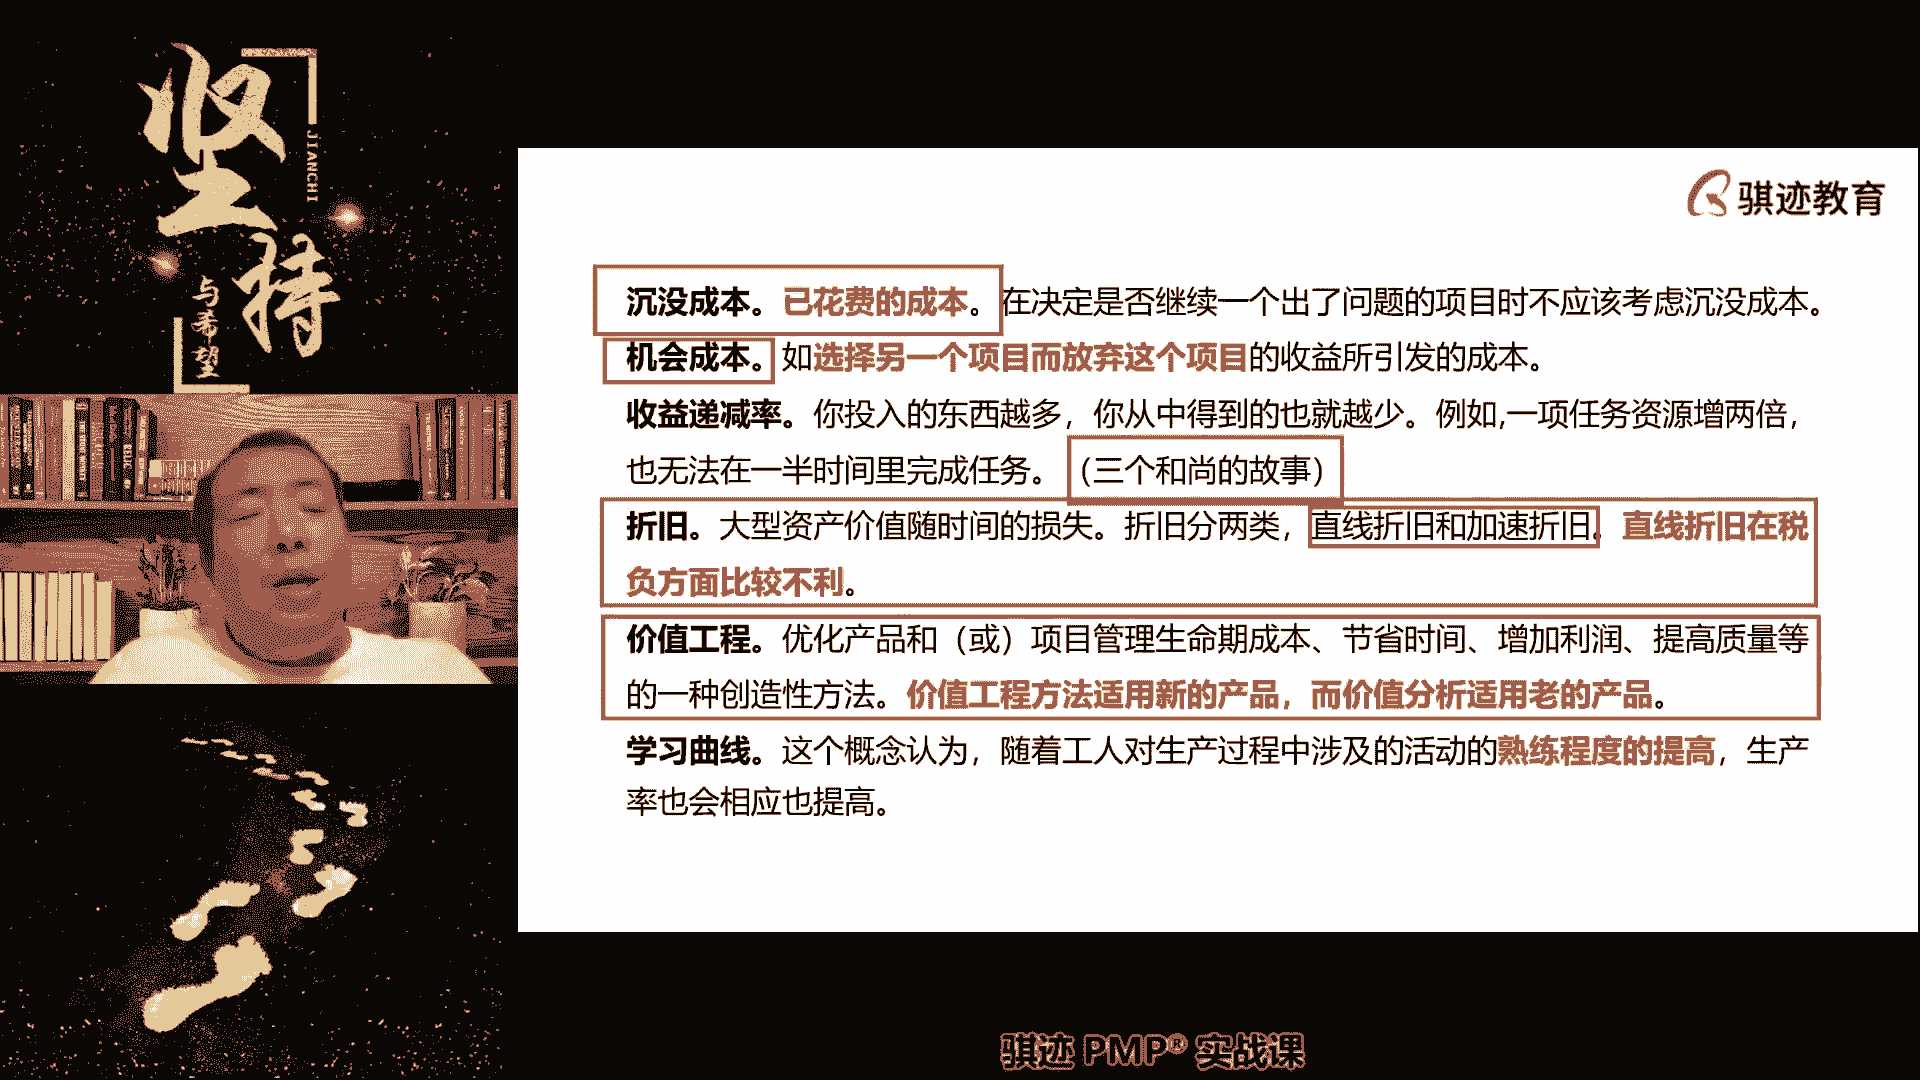 坚持
JIANCHI
与希望
骐迹教育
沉没成本。已花费的成本。在决定是否继续一个出了问题的项目时不应该考虑沉没成本。
机会成本。如选择另一个项目而放弃这个项目的收益所引发的成本。
收益递减率。你投入的东西越多，你从中得到的也就越少。例如,一项任务资源增两倍，
也无法在一半时间里完成任务。（三个和尚的故事）
折旧。大型资产价值随时间的损失。折旧分两类，直线折旧和加速折旧。直线折旧在税
负方面比较不利。
价值工程。优化产品和（或）项目管理生命期成本、节省时间、增加利润、提高质量等
的一种创造性方法。价值工程方法适用新的产品，而价值分析适用老的产品。
学习曲线。这个概念认为，随着工人对生产过程中涉及的活动的熟练程度的提高，生产
率也会相应也提高。
骐迹 PMP® 实战课